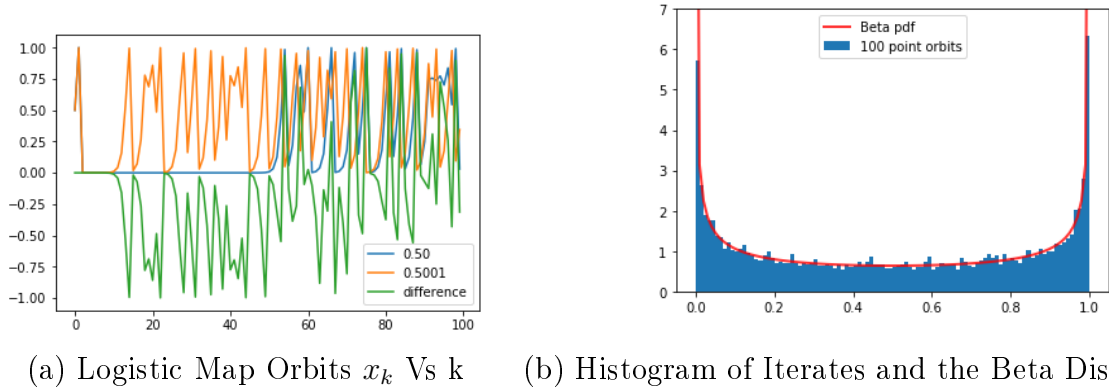 1.00
0.75
0.50
0.25
0.00
−0.25
−0.50
−0.75
−1.00
0 20 40 60 80 100
0.50
0.5001
difference
(a) Logistic Map Orbits x_k Vs k
7
6
5
4
3
2
1
0
0.0 0.2 0.4 0.6 0.8 1.0
Beta pdf
100 point orbits
(b) Histogram of Iterates and the Beta Dis